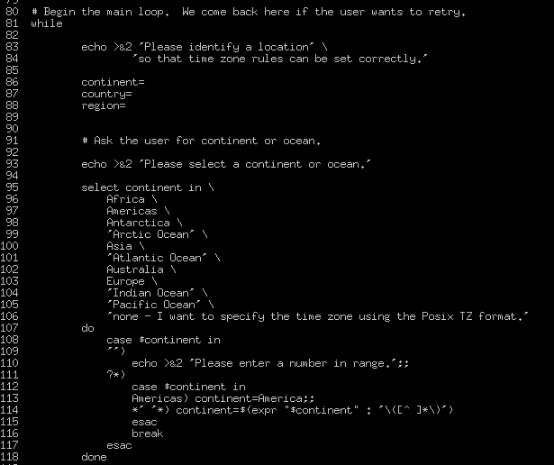 80 # Begin the main loop.  We come back here if the user wants to retry.
81 while
82
83         echo >&2 "Please identify a location" \
84                 "so that time zone rules can be set correctly."
85
86         continent=
87         country=
88         region=
89
90
91         # Ask the user for continent or ocean.
92
93         echo >&2 "Please select a continent or ocean."
94
95         select continent in \
96             Africa \
97             Americas \
98             Antarctica \
99             "Arctic Ocean" \
100             Asia \
101             "Atlantic Ocean" \
102             Australia \
103             Europe \
104             "Indian Ocean" \
105             "Pacific Ocean" \
106             "none - I want to specify the time zone using the Posix TZ format."
107         do
108             case $continent in
109             "")
110                 echo >&2 "Please enter a number in range.";;
111             ?*)
112                 case $continent in
113                 Americas) continent=America;;
114                 *" "*) continent=$(expr "$continent" : '\([^ ]*\)')
115                 esac
116                 break
117             esac
118         done